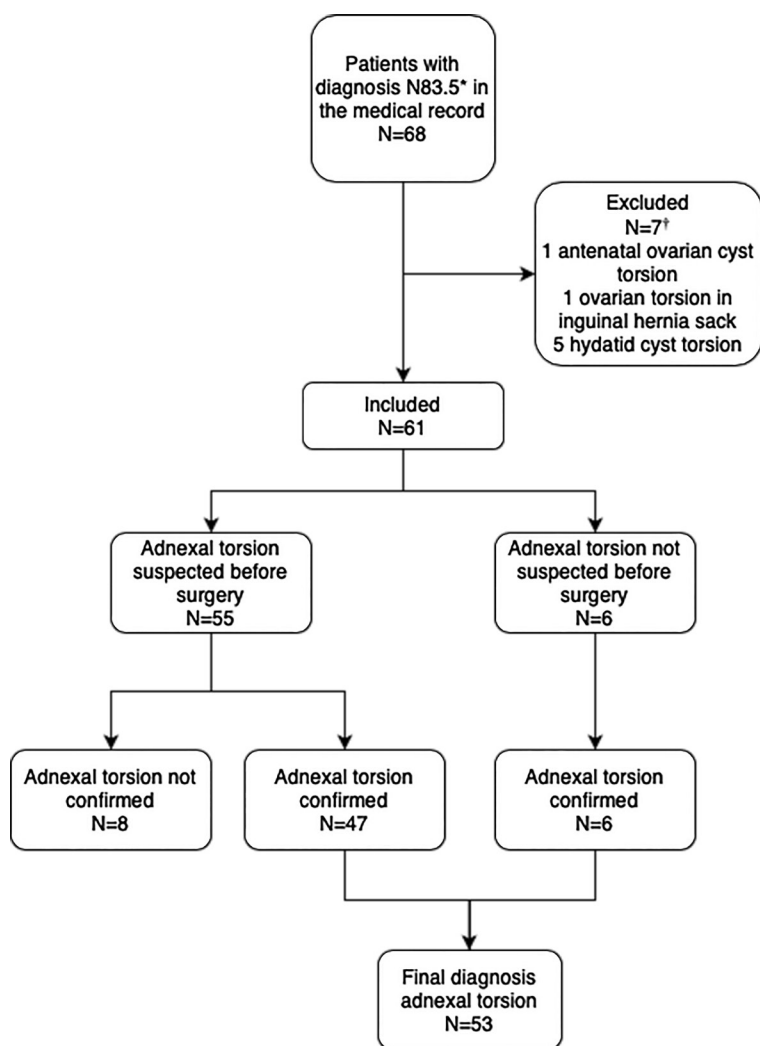 Patients with
diagnosis N83.5* in
the medical record
N=68
Excluded
N=7†
1 antenatal ovarian cyst
torsion
1 ovarian torsion in
inguinal hernia sack
5 hydatid cyst torsion
Included
N=61
Adnexal torsion
suspected before
surgery
N=55
Adnexal torsion not
suspected before
surgery
N=6
Adnexal torsion not
confirmed
N=8
Adnexal torsion
confirmed
N=47
Adnexal torsion
confirmed
N=6
Final diagnosis
adnexal torsion
N=53